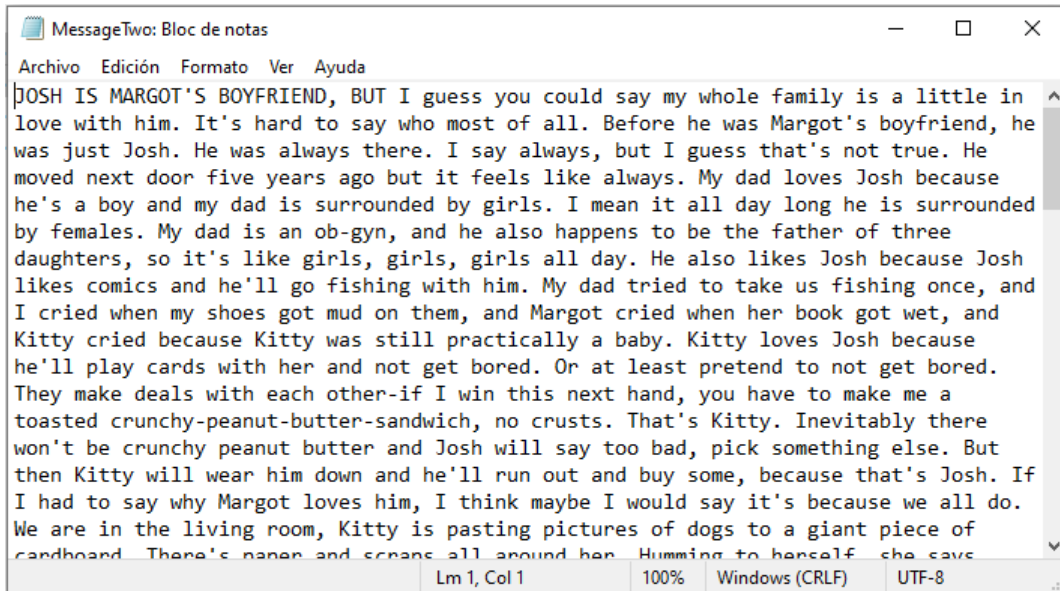 MessageTwo: Bloc de notas
Archivo Edición Formato Ver Ayuda
JOSH IS MARGOT'S BOYFRIEND, BUT I guess you could say my whole family is a little in
love with him. It's hard to say who most of all. Before he was Margot's boyfriend, he
was just Josh. He was always there. I say always, but I guess that's not true. He
moved next door five years ago but it feels like always. My dad loves Josh because
he's a boy and my dad is surrounded by girls. I mean it all day long he is surrounded
by females. My dad is an ob-gyn, and he also happens to be the father of three
daughters, so it's like girls, girls, girls all day. He also likes Josh because Josh
likes comics and he'll go fishing with him. My dad tried to take us fishing once, and
I cried when my shoes got mud on them, and Margot cried when her book got wet, and
Kitty cried because Kitty was still practically a baby. Kitty loves Josh because
he'll play cards with her and not get bored. Or at least pretend to not get bored.
They make deals with each other-if I win this next hand, you have to make me a
toasted crunchy-peanut-butter-sandwich, no crusts. That's Kitty. Inevitably there
won't be crunchy peanut butter and Josh will say too bad, pick something else. But
then Kitty will wear him down and he'll run out and buy some, because that's Josh. If
I had to say why Margot loves him, I think maybe I would say it's because we all do.
We are in the living room, Kitty is pasting pictures of dogs to a giant piece of
cardboard. There's paper and scraps all around her. Humming to herself, she says
Lm 1, Col 1 100% Windows (CRLF) UTF-8